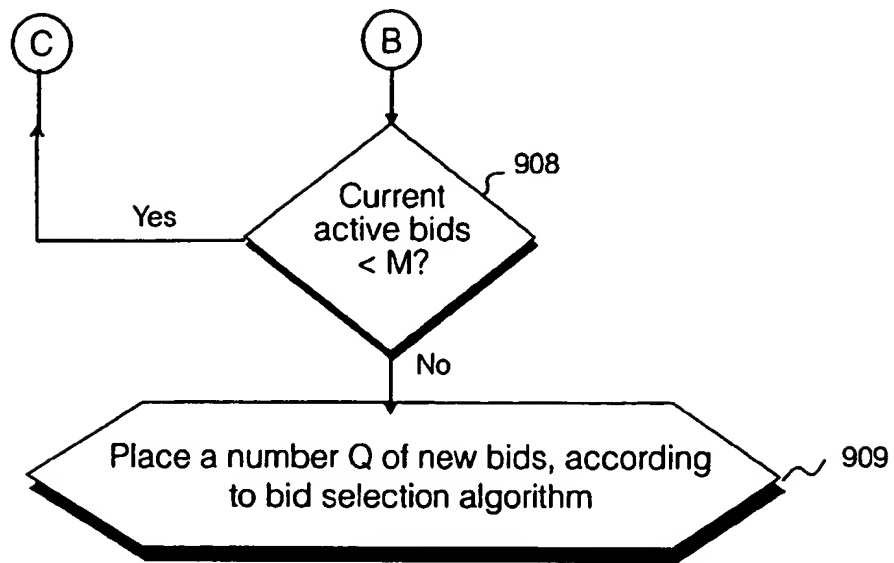 C
B
908
Current
active bids
< M?
Yes
No
Place a number Q of new bids, according
to bid selection algorithm
909